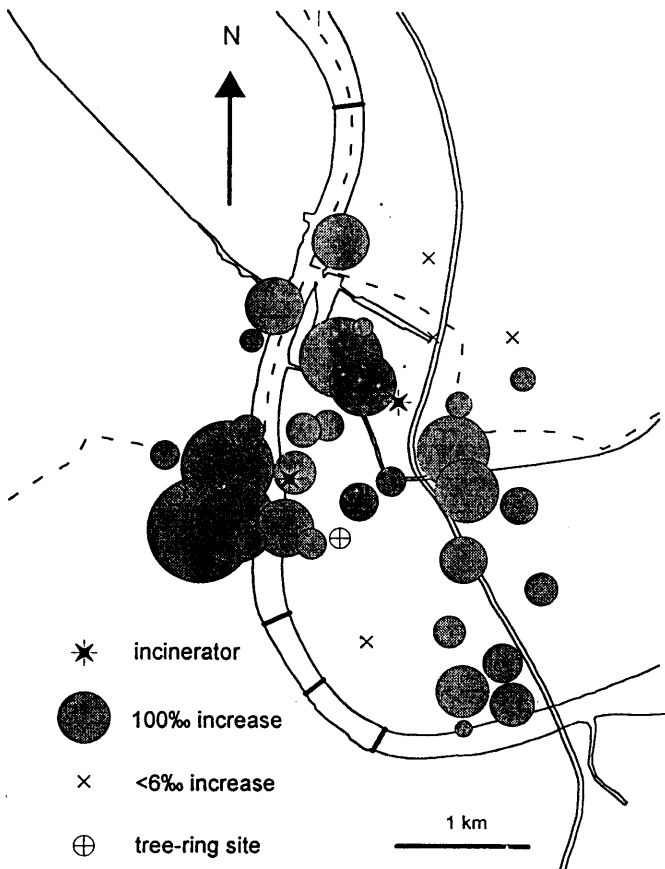 N
incinerator
100‰ increase
<6‰ increase
tree-ring site
1 km